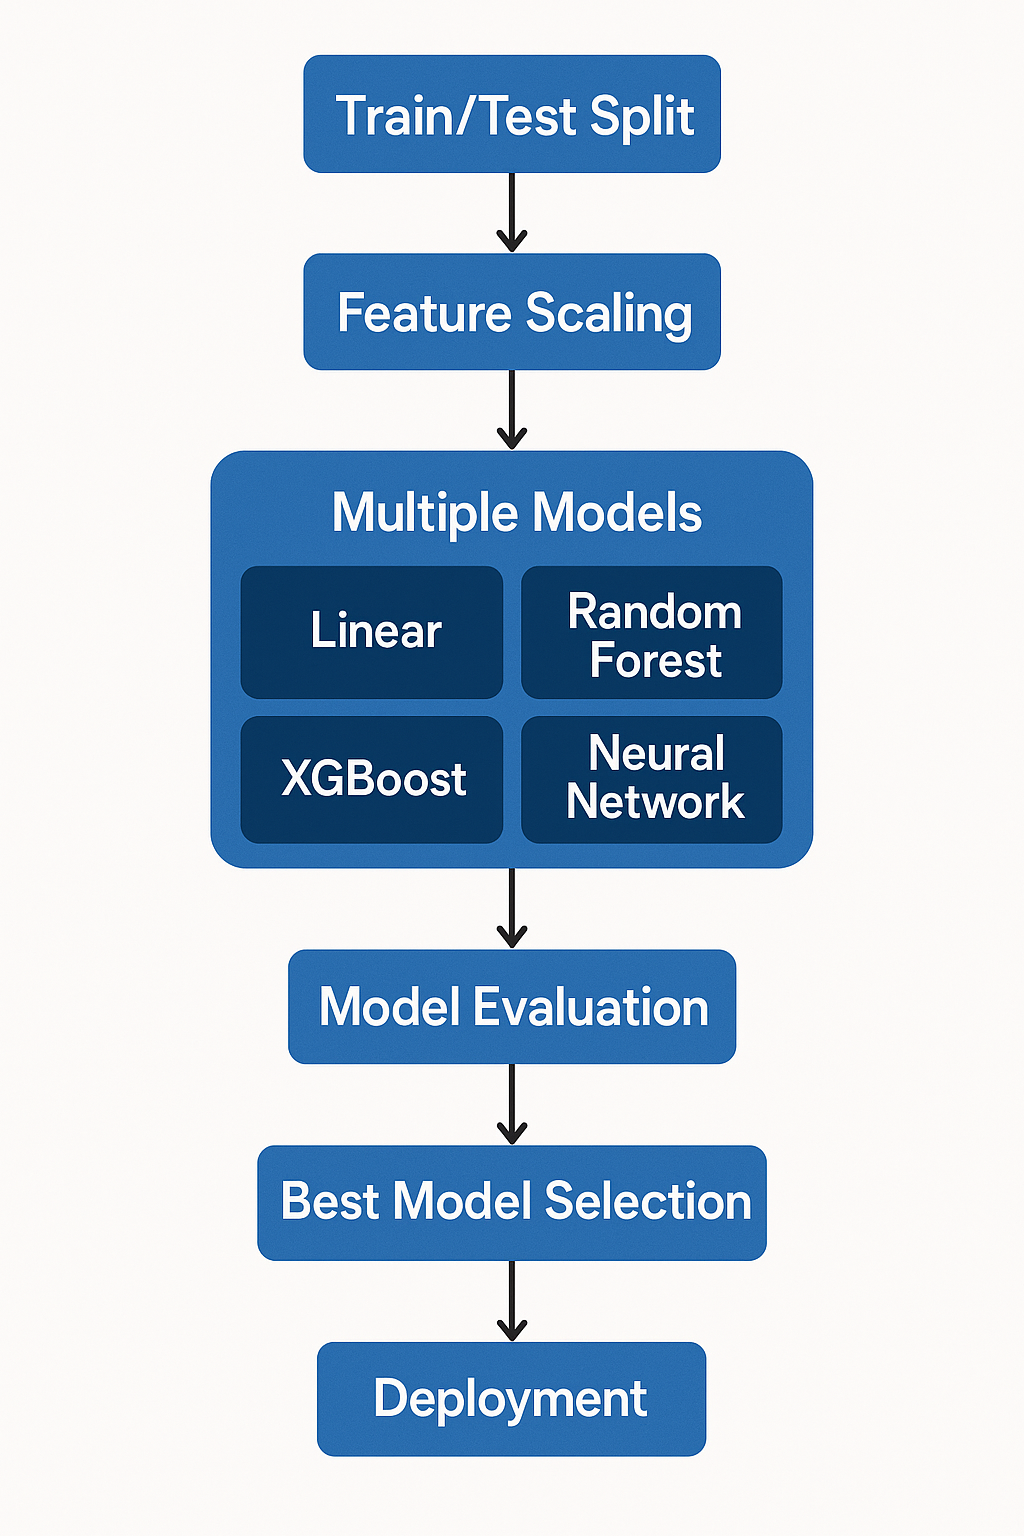 Train/Test Split
Feature Scaling
Multiple Models
Linear
Random
Forest
XGBoost
Neural
Network
Model Evaluation
Best Model Selection
Deployment